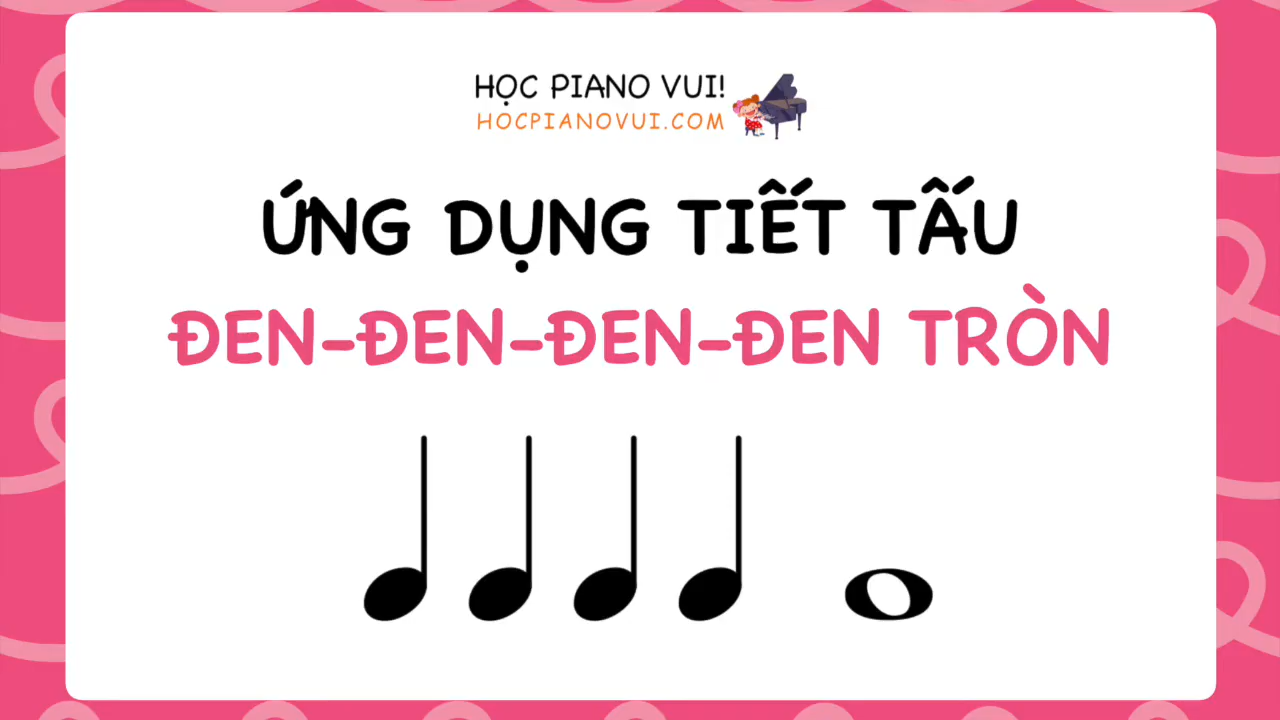 HỌC PIANO VUI!
HOCPIANOVUI.COM
ỨNG DỤNG TIẾT TẤU
ĐEN-ĐEN-ĐEN-ĐEN TRÒN